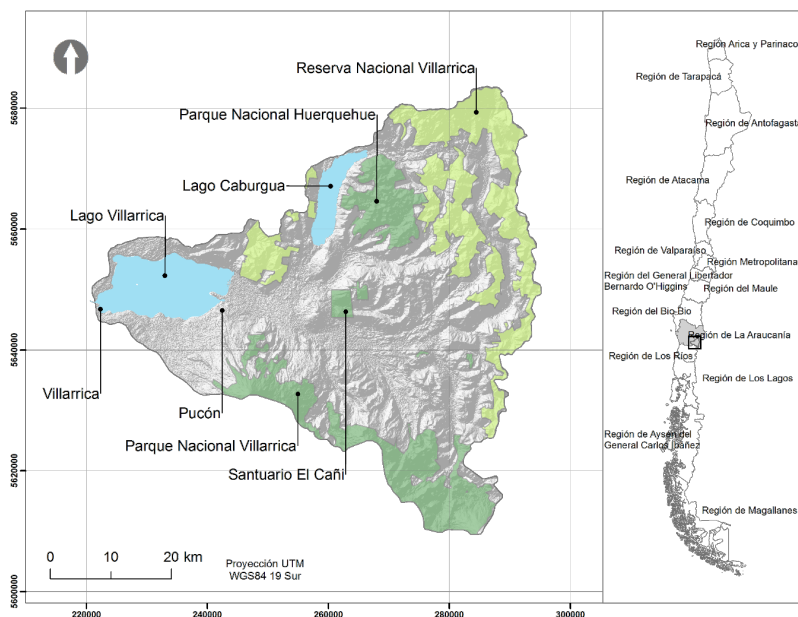 Reserva Nacional Villarrica
Parque Nacional Huerquehue
Lago Caburgua
Lago Villarrica
Villarrica
Pucón
Parque Nacional Villarrica
Santuario El Cañi
0 10 20 km
Proyección UTM
WGS84 19 Sur
5680000
5660000
5640000
5620000
5600000
220000 240000 260000 280000 300000
Región Arica y Parinaco
Región de Tarapacá
Región de Antofagasta
Región de Atacama
Región de Coquimbo
Región de Valparaíso
Región Metropolitana
Región del General Libertador
Bernardo O'Higgins
Región del Maule
Región del Bio-Bio
Región de La Araucanía
Región de Los Ríos
Región de Los Lagos
Región de Aysén del
General Carlos Ibáñez
Región de Magallanes